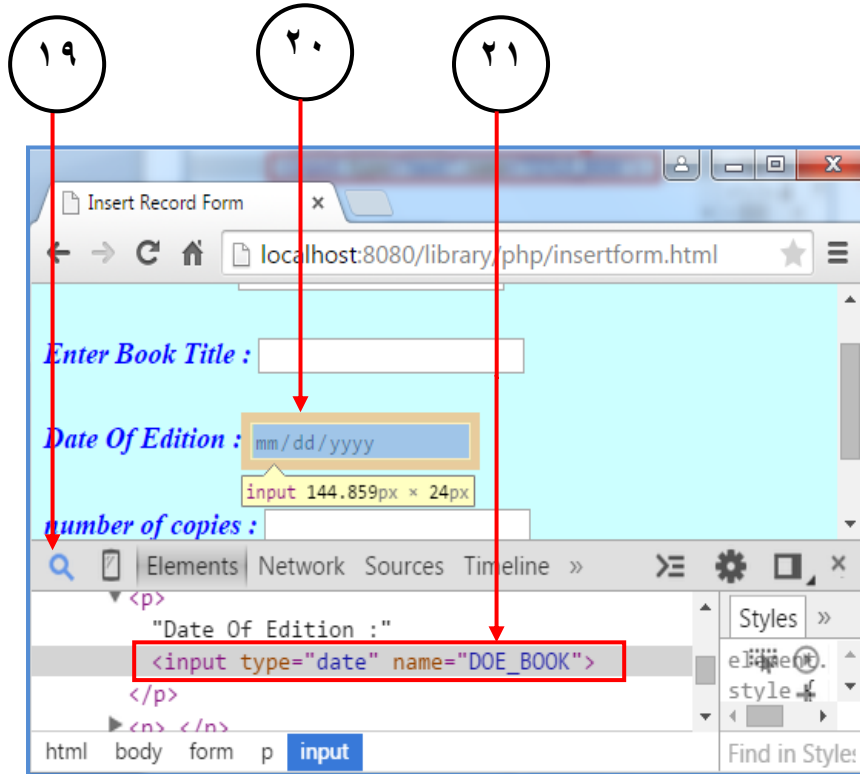 ١٩
٢٠
٢١
Insert Record Form
localhost:8080/library/php/insertform.html
Enter Book Title :
Date Of Edition : mm/dd/yyyy
input 144.859px × 24px
number of copies :
Elements Network Sources Timeline »
<p>
"Date Of Edition :"
<input type="date" name="DOE_BOOK">
</p>
<p> </p>
html body form p input
Styles »
element.
style {
Find in Styles